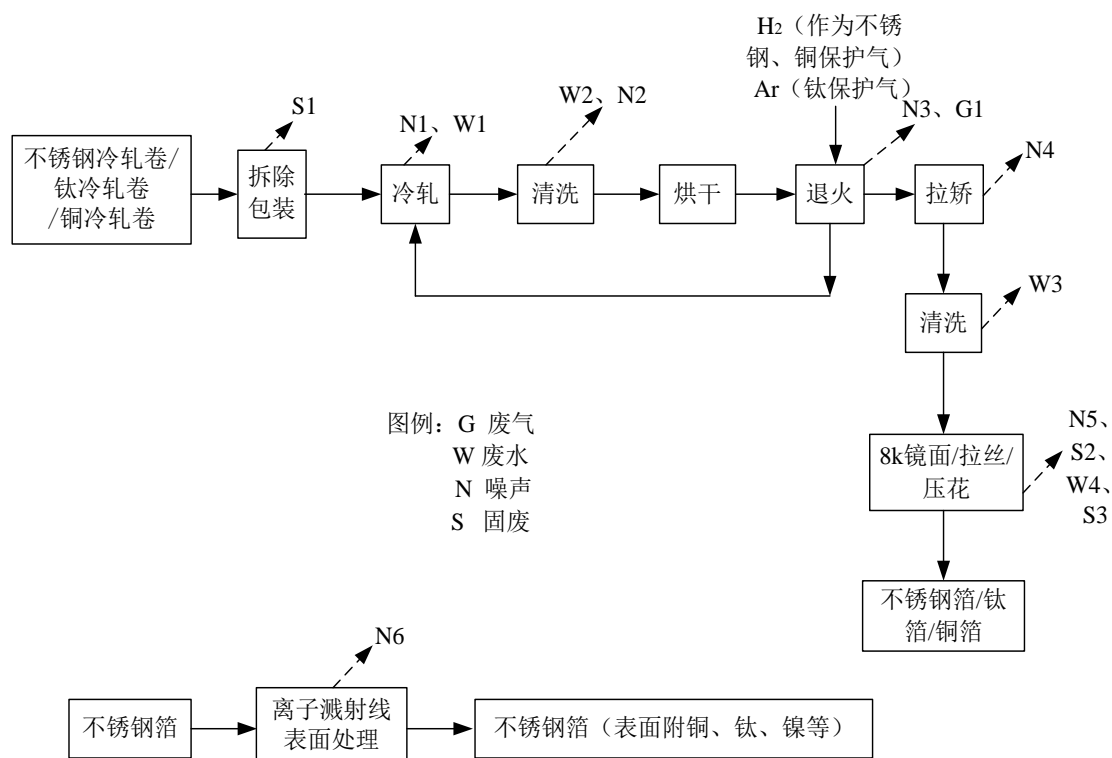 H₂（作为不锈
钢、铜保护气）
Ar（钛保护气）
S1
N1、W1
W2、N2
N3、G1
N4
不锈钢冷轧卷/
钛冷轧卷
/铜冷轧卷
拆除
包装
冷轧
清洗
烘干
退火
拉矫
W3
清洗
图例：G 废气
W 废水
N 噪声
S 固废
8k镜面/拉丝/
压花
N5、
S2、
W4、
S3
不锈钢箔/钛
箔/铜箔
N6
不锈钢箔
离子溅射线
表面处理
不锈钢箔（表面附铜、钛、镍等）